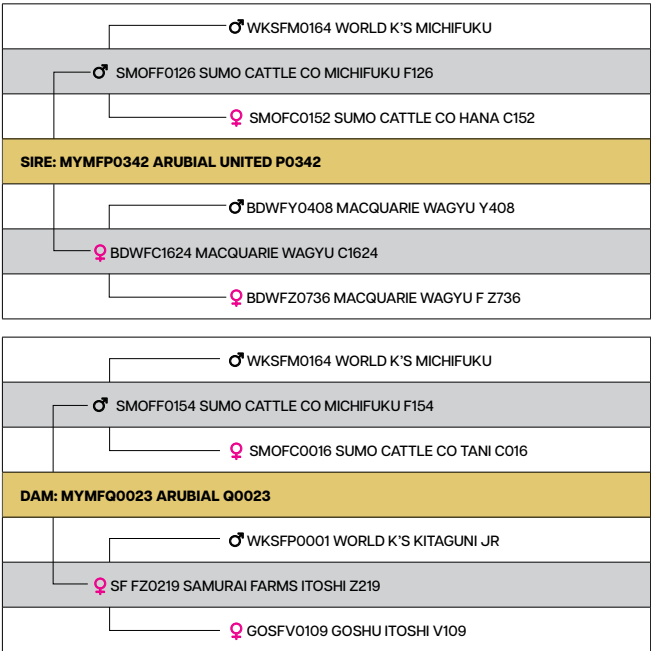 WKSFM0164 WORLD K'S MICHIFUKU
SMOFF0126 SUMO CATTLE CO MICHIFUKU F126
SMOFC0152 SUMO CATTLE CO HANA C152
SIRE: MYMFP0342 ARUBIAL UNITED P0342
BDWFY0408 MACQUARIE WAGYU Y408
BDWFC1624 MACQUARIE WAGYU C1624
BDWFZ0736 MACQUARIE WAGYU F Z736
WKSFM0164 WORLD K'S MICHIFUKU
SMOFF0154 SUMO CATTLE CO MICHIFUKU F154
SMOFC0016 SUMO CATTLE CO TANI C016
DAM: MYMFQ0023 ARUBIAL Q0023
WKSFP0001 WORLD K'S KITAGUNI JR
SF FZ0219 SAMURAI FARMS ITOSHI Z219
GOSFV0109 GOSHU ITOSHI V109